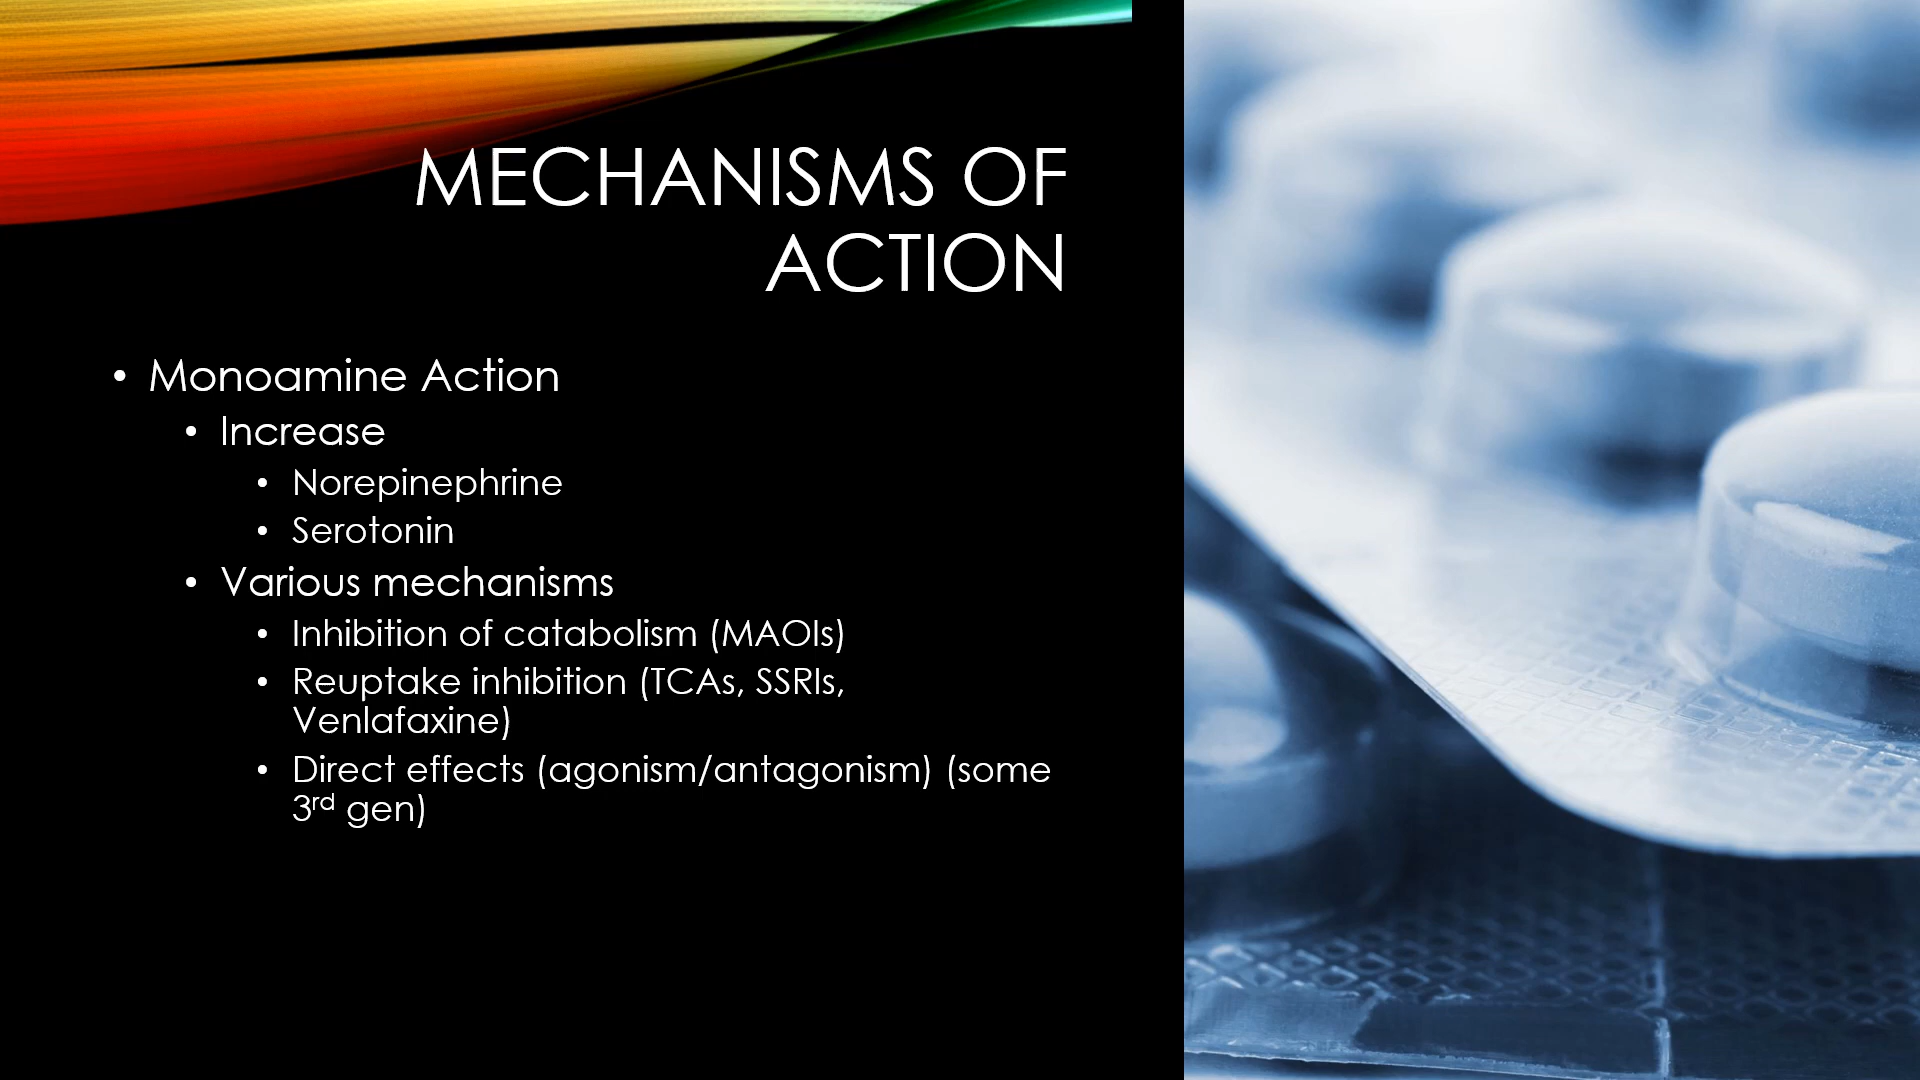 MECHANISMS OF
ACTION
• Monoamine Action
• Increase
• Norepinephrine
• Serotonin
• Various mechanisms
• Inhibition of catabolism (MAOIs)
• Reuptake inhibition (TCAs, SSRIs,
Venlafaxine)
• Direct effects (agonism/antagonism) (some
3rd gen)